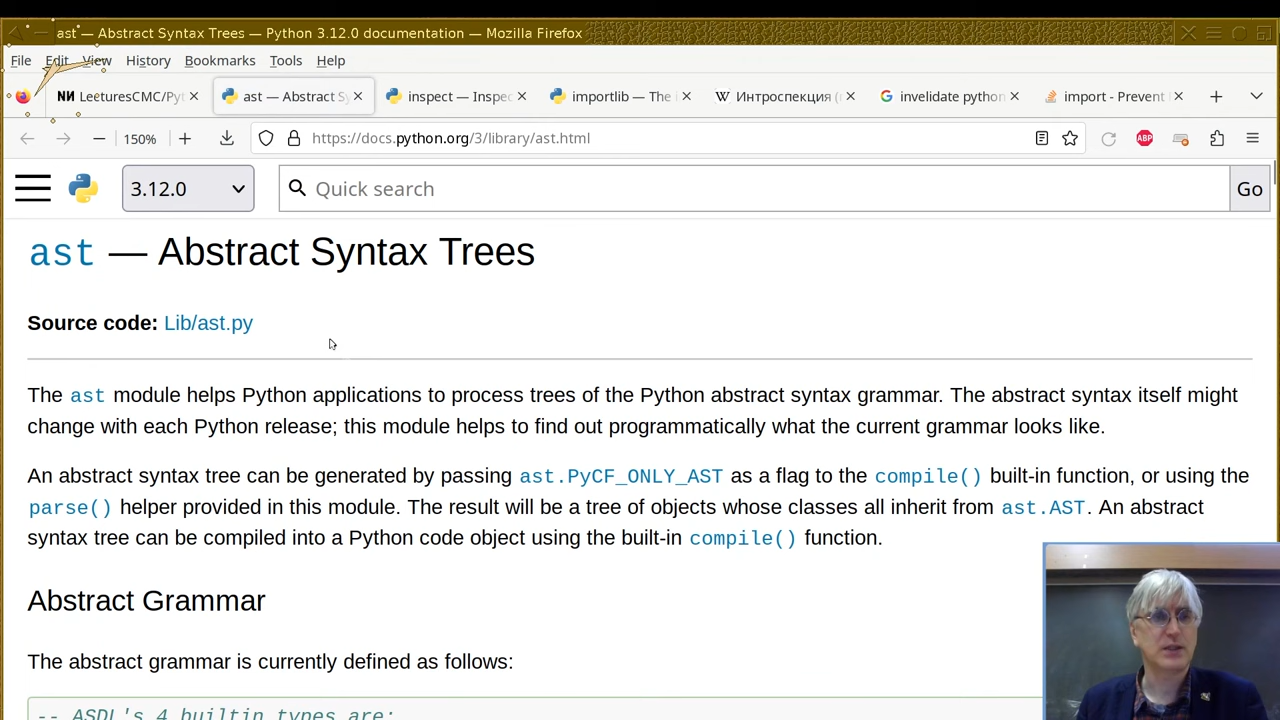 ast — Abstract Syntax Trees — Python 3.12.0 documentation — Mozilla Firefox
File Edit View History Bookmarks Tools Help
LecturesCMC/Pyt ast — Abstract Sy inspect — Inspec importlib — The I Интроспекция ( invelidate python import - Prevent
150% https://docs.python.org/3/library/ast.html ABP
3.12.0 Quick search Go
ast — Abstract Syntax Trees
Source code: Lib/ast.py
The ast module helps Python applications to process trees of the Python abstract syntax grammar. The abstract syntax itself might
change with each Python release; this module helps to find out programmatically what the current grammar looks like.
An abstract syntax tree can be generated by passing ast.PyCF_ONLY_AST as a flag to the compile() built-in function, or using the
parse() helper provided in this module. The result will be a tree of objects whose classes all inherit from ast.AST. An abstract
syntax tree can be compiled into a Python code object using the built-in compile() function.
Abstract Grammar
The abstract grammar is currently defined as follows:
-- ASDL's 4 builtin types are: